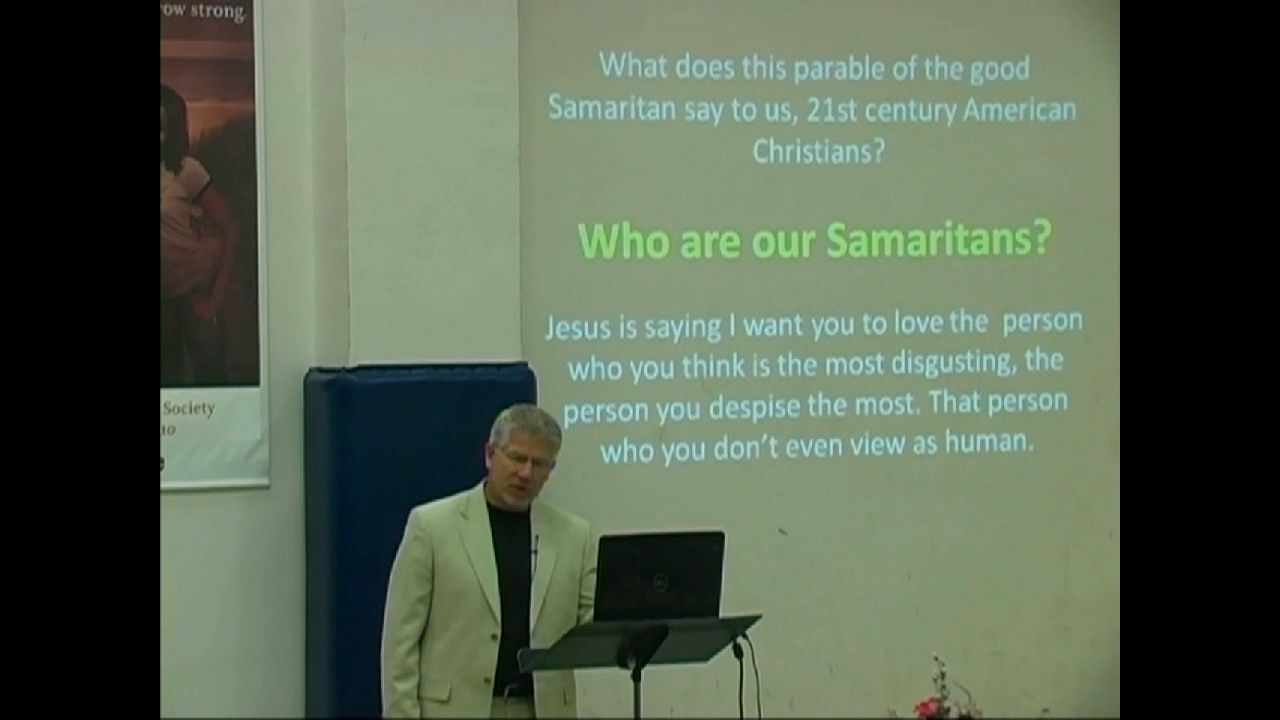 ow strong.
Society
What does this parable of the good
Samaritan say to us, 21st century American
Christians?
Who are our Samaritans?
Jesus is saying I want you to love the person
who you think is the most disgusting, the
person you despise the most. That person
who you don't even view as human.